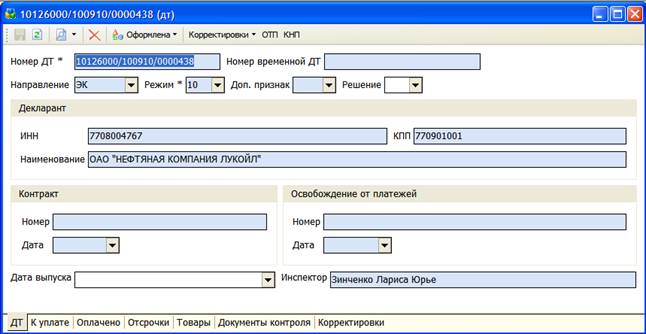 10126000/100910/0000438 (дт)
Оформлена Корректировки ОТП КНП
Номер ДТ * 10126000/100910/0000438 Номер временной ДТ
Направление ЭК Режим * 10 Доп. признак Решение
Декларант
ИНН 7708004767 КПП 770901001
Наименование ОАО "НЕФТЯНАЯ КОМПАНИЯ ЛУКОЙЛ"
Контракт Освобождение от платежей
Номер Номер
Дата Дата
Дата выпуска Инспектор Зинченко Лариса Юрье
ДТ К уплате Оплачено Отсрочки Товары Документы контроля Корректировки